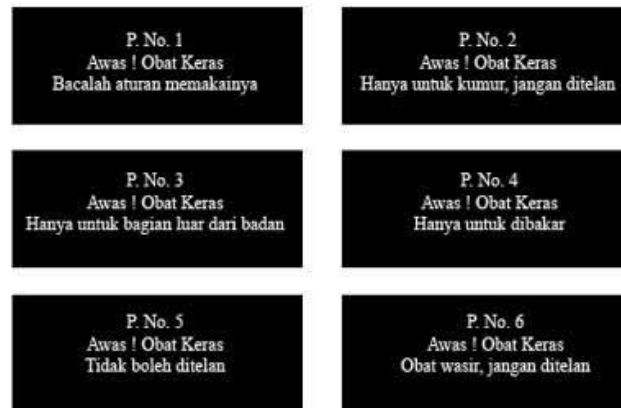 P. No. 1
Awas ! Obat Keras
Bacalah aturan memakainya
P. No. 2
Awas ! Obat Keras
Hanya untuk kumur, jangan ditelan
P. No. 3
Awas ! Obat Keras
Hanya untuk bagian luar dari badan
P. No. 4
Awas ! Obat Keras
Hanya untuk dibakar
P. No. 5
Awas ! Obat Keras
Tidak boleh ditelan
P. No. 6
Awas ! Obat Keras
Obat wasir, jangan ditelan